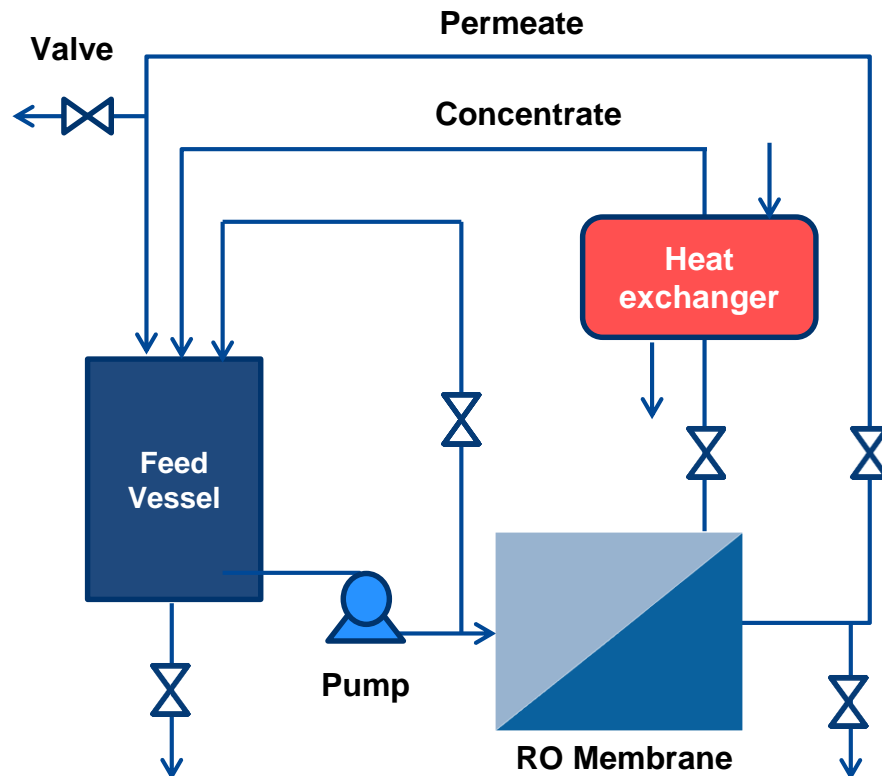 Permeate
Valve
Concentrate
Heat
exchanger
Feed
Vessel
Pump
RO Membrane